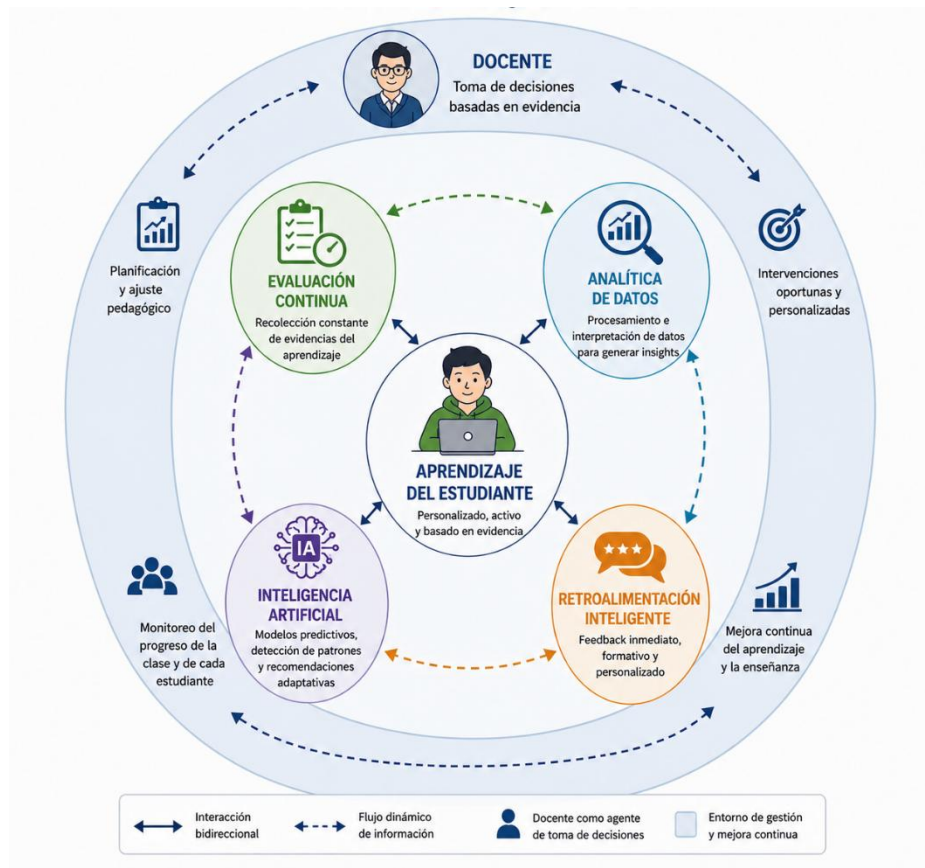 DOCENTE
Toma de decisiones
basadas en evidencia
Planificación
y ajuste
pedagógico
Intervenciones
oportunas y
personalizadas
EVALUACIÓN
CONTINUA
Recolección constante
de evidencias del
aprendizaje
ANALÍTICA
DE DATOS
Procesamiento e
interpretación de datos
para generar insights
APRENDIZAJE
DEL ESTUDIANTE
Personalizado, activo
y basado en evidencia
IA
INTELIGENCIA
ARTIFICIAL
Modelos predictivos,
detección de patrones
y recomendaciones
adaptativas
RETROALIMENTACIÓN
INTELIGENTE
Feedback inmediato,
formativo y
personalizado
Monitoreo del
progreso de la
clase y de cada
estudiante
Mejora continua
del aprendizaje
y la enseñanza
Interacción
bidireccional
Flujo dinámico
de información
Docente como agente
de toma de decisiones
Entorno de gestión
y mejora continua